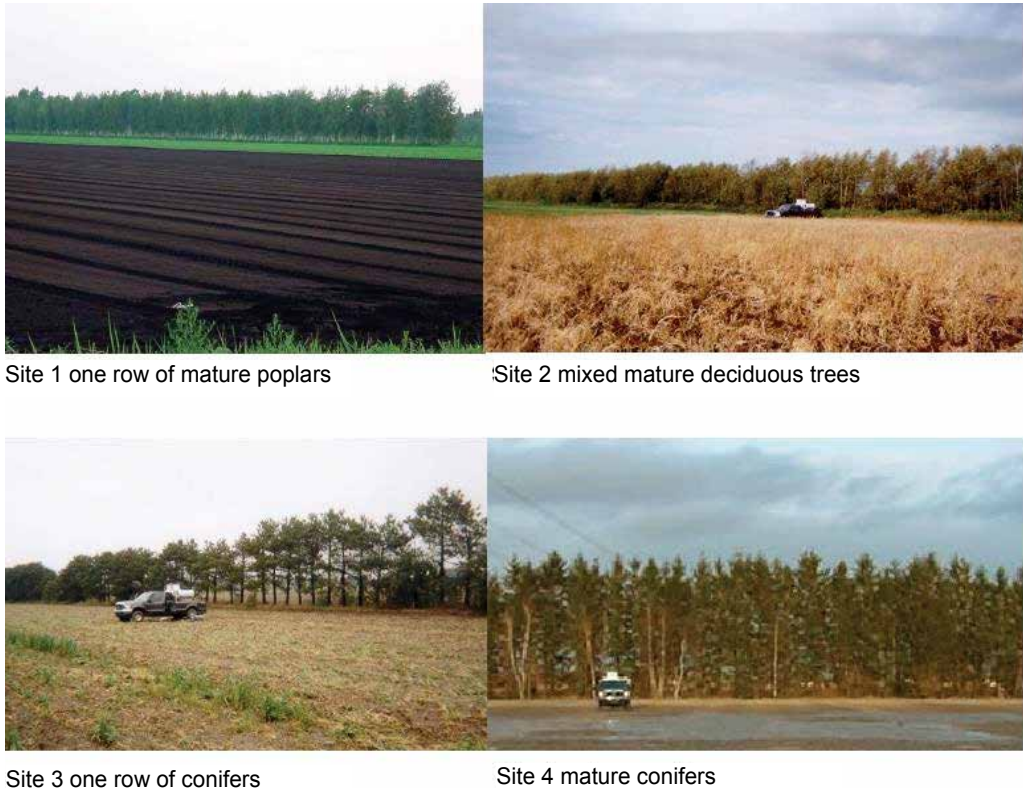 Site 1 one row of mature poplars
Site 2 mixed mature deciduous trees
Site 3 one row of conifers
Site 4 mature conifers